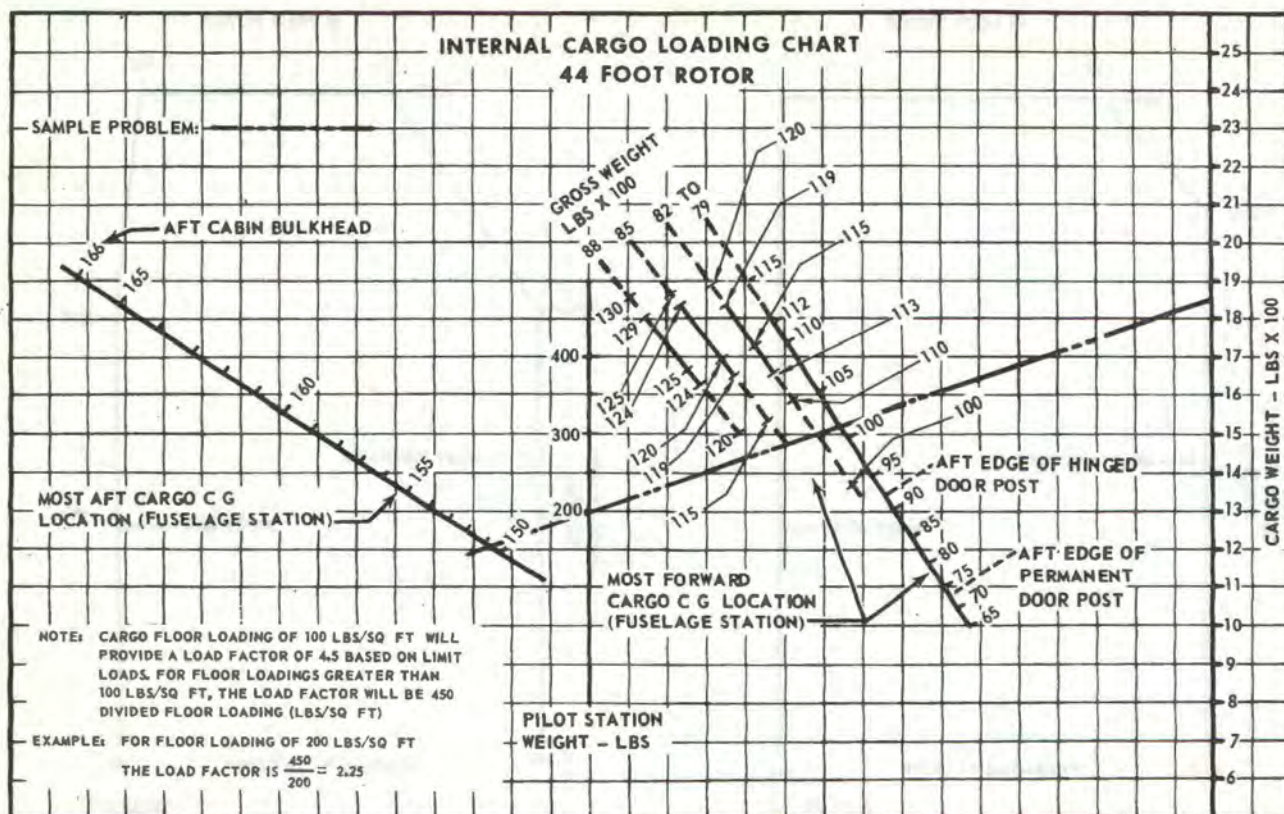 INTERNAL CARGO LOADING CHART
44 FOOT ROTOR
SAMPLE PROBLEM:
AFT CABIN BULKHEAD
166
165
160
155
150
MOST AFT CARGO C G
LOCATION (FUSELAGE STATION)
GROSS WEIGHT
LBS X 100
88
85
82 TO
79
120
119
115
113
110
100
130
129
125
124
120
125
124
120
119
115
115
112
110
105
100
95
90
85
80
75
70
65
400
300
200
AFT EDGE OF HINGED
DOOR POST
AFT EDGE OF
PERMANENT
DOOR POST
MOST FORWARD
CARGO C G LOCATION
(FUSELAGE STATION)
PILOT STATION
WEIGHT – LBS
NOTE: CARGO FLOOR LOADING OF 100 LBS/SQ FT WILL
PROVIDE A LOAD FACTOR OF 4.5 BASED ON LIMIT
LOADS. FOR FLOOR LOADINGS GREATER THAN
100 LBS/SQ FT, THE LOAD FACTOR WILL BE 450
DIVIDED FLOOR LOADING (LBS/SQ FT)
EXAMPLE: FOR FLOOR LOADING OF 200 LBS/SQ FT
THE LOAD FACTOR IS 450/200 = 2.25
25
24
23
22
21
20
19
18
17
16
15
14
13
12
11
10
9
8
7
6
CARGO WEIGHT – LBS X 100